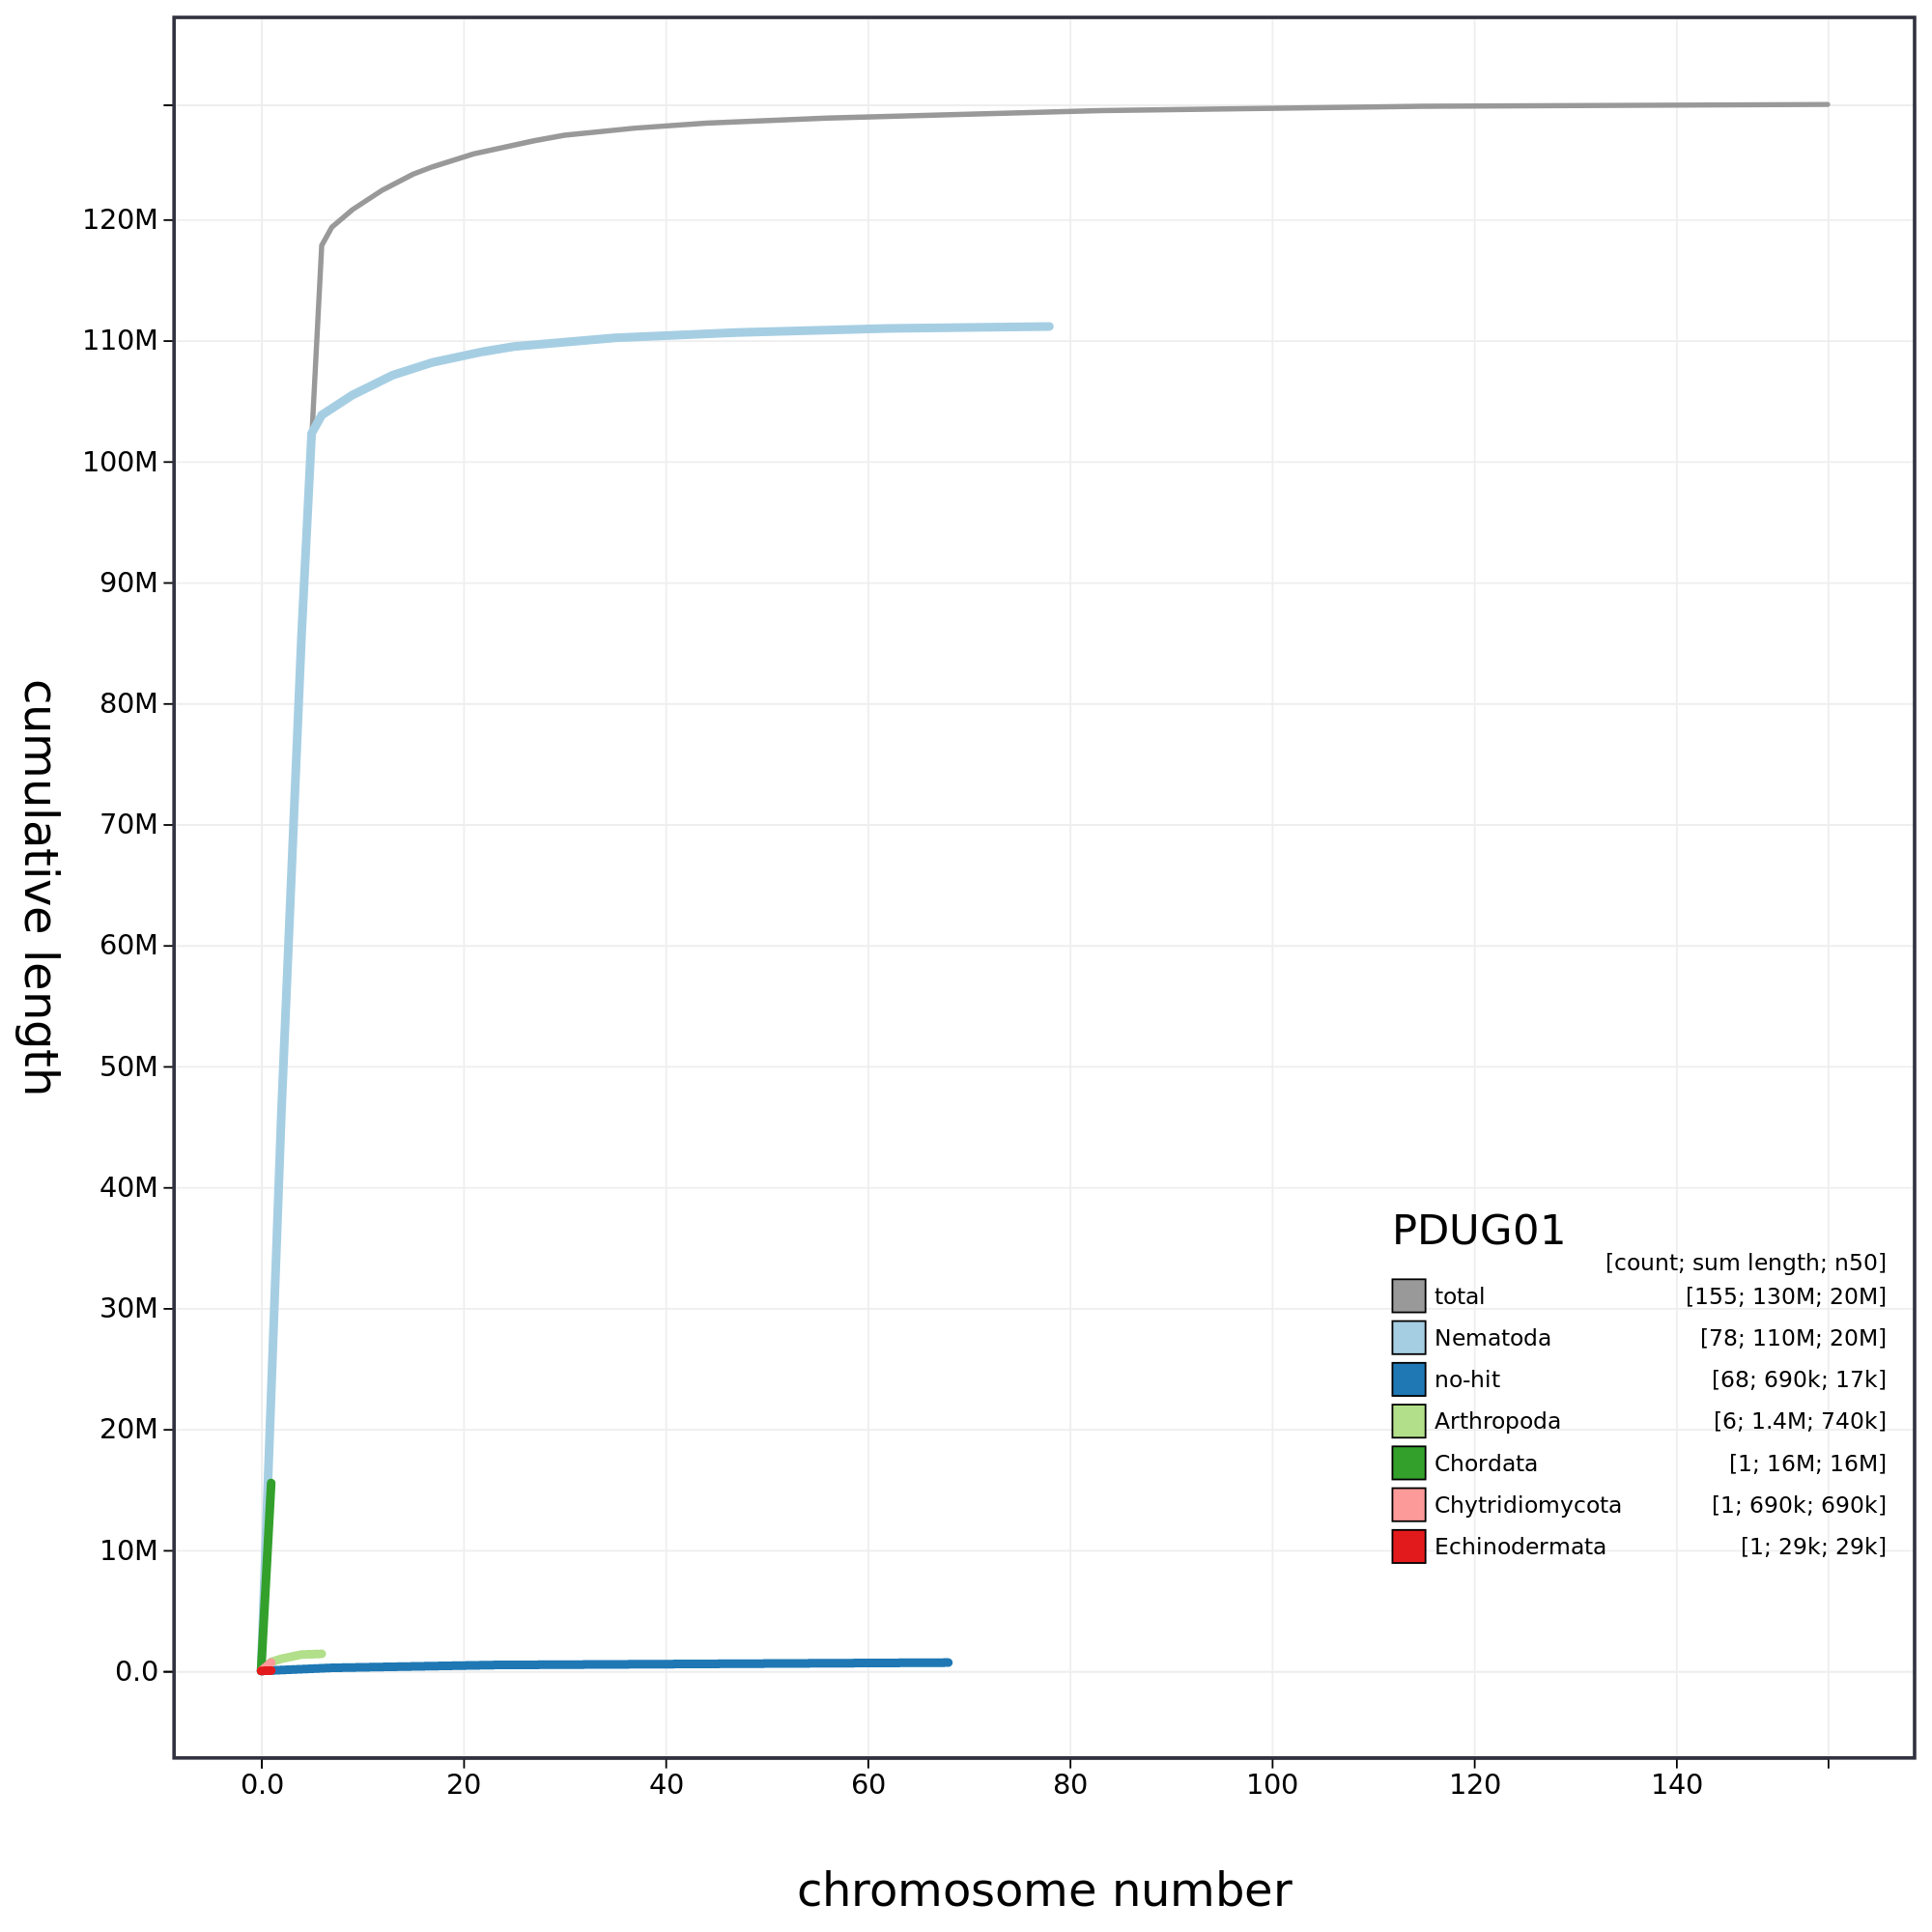 120M
110M
100M
90M
80M
70M
60M
50M
40M
30M
20M
10M
0.0
cumulative length
PDUG01
[count; sum length; n50]
total [155; 130M; 20M]
Nematoda [78; 110M; 20M]
no-hit [68; 690k; 17k]
Arthropoda [6; 1.4M; 740k]
Chordata [1; 16M; 16M]
Chytridiomycota [1; 690k; 690k]
Echinodermata [1; 29k; 29k]
0.0 20 40 60 80 100 120 140
chromosome number